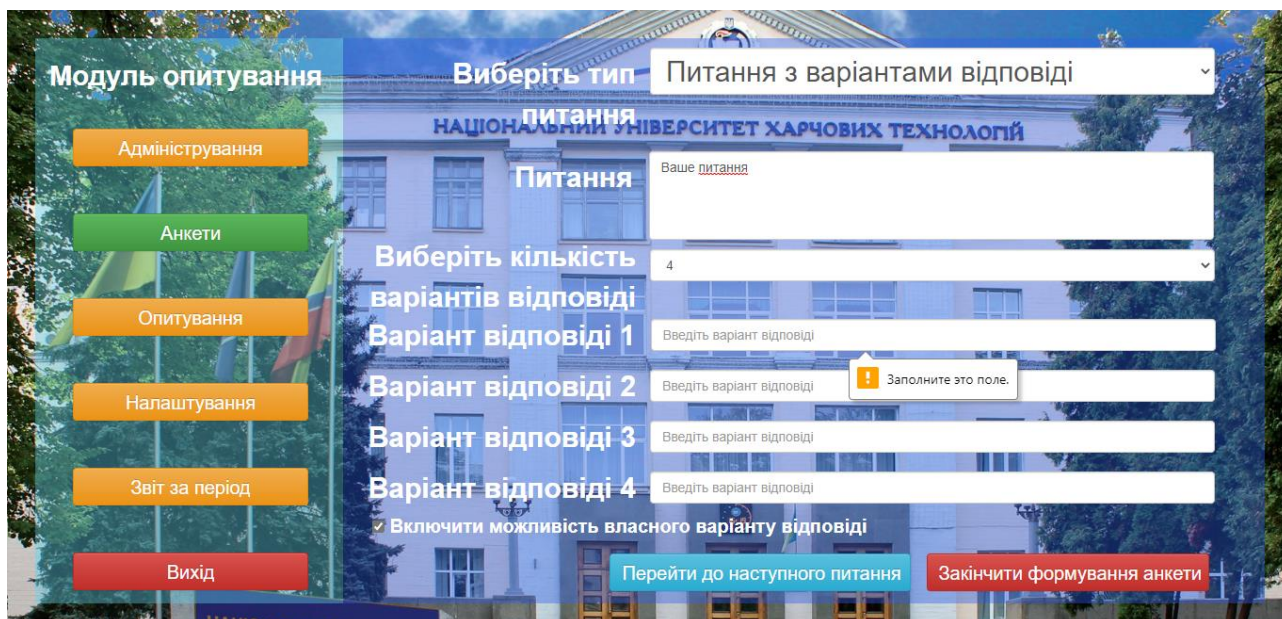 Модуль опитування
Адміністрування
Анкети
Опитування
Налаштування
Звіт за період
Вихід
Виберіть тип
питання
Питання з варіантами відповіді
НАЦІОНАЛЬНИЙ УНІВЕРСИТЕТ ХАРЧОВИХ ТЕХНОЛОГІЙ
Питання
Ваше питання
Виберіть кількість
варіантів відповіді
4
Варіант відповіді 1
Введіть варіант відповіді
Заполните это поле.
Варіант відповіді 2
Введіть варіант відповіді
Варіант відповіді 3
Введіть варіант відповіді
Варіант відповіді 4
Введіть варіант відповіді
Включити можливість власного варіанту відповіді
Перейти до наступного питання
Закінчити формування анкети